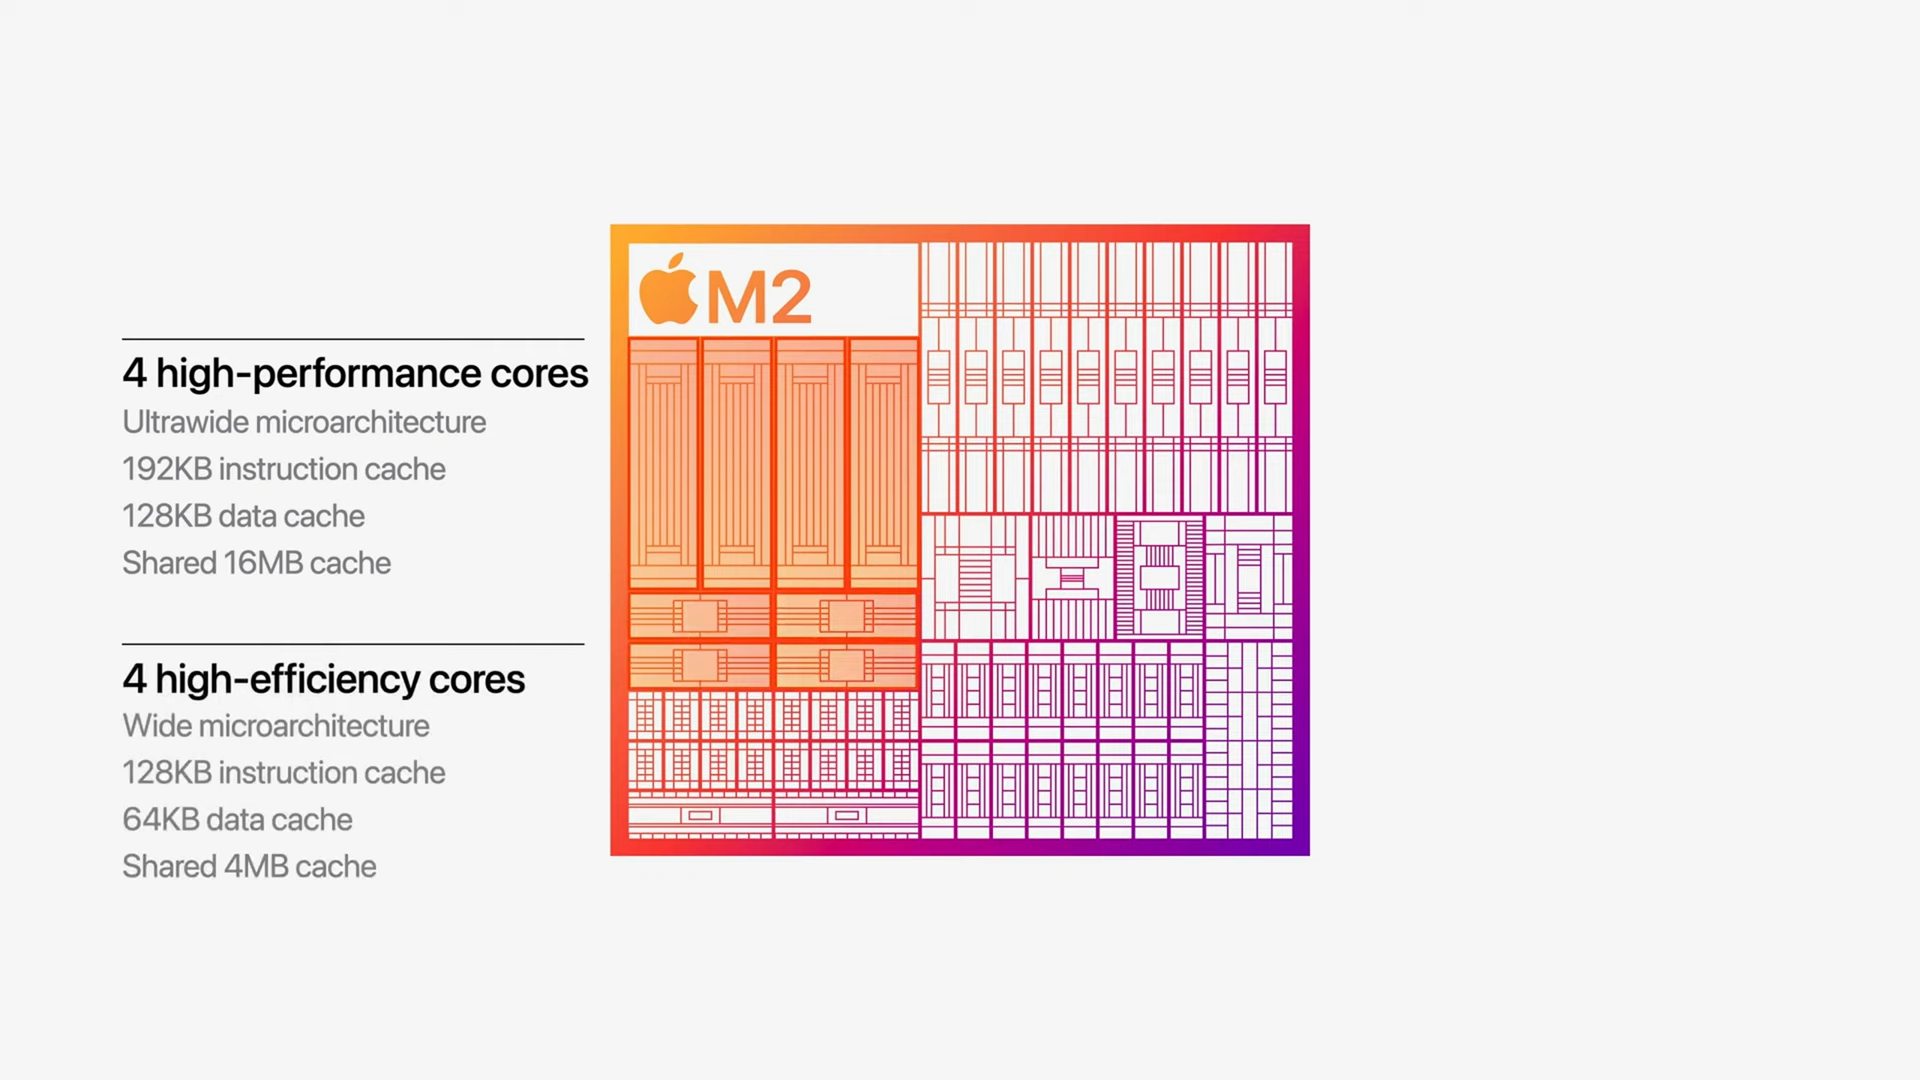 M2
4 high-performance cores
Ultrawide microarchitecture
192KB instruction cache
128KB data cache
Shared 16MB cache
4 high-efficiency cores
Wide microarchitecture
128KB instruction cache
64KB data cache
Shared 4MB cache